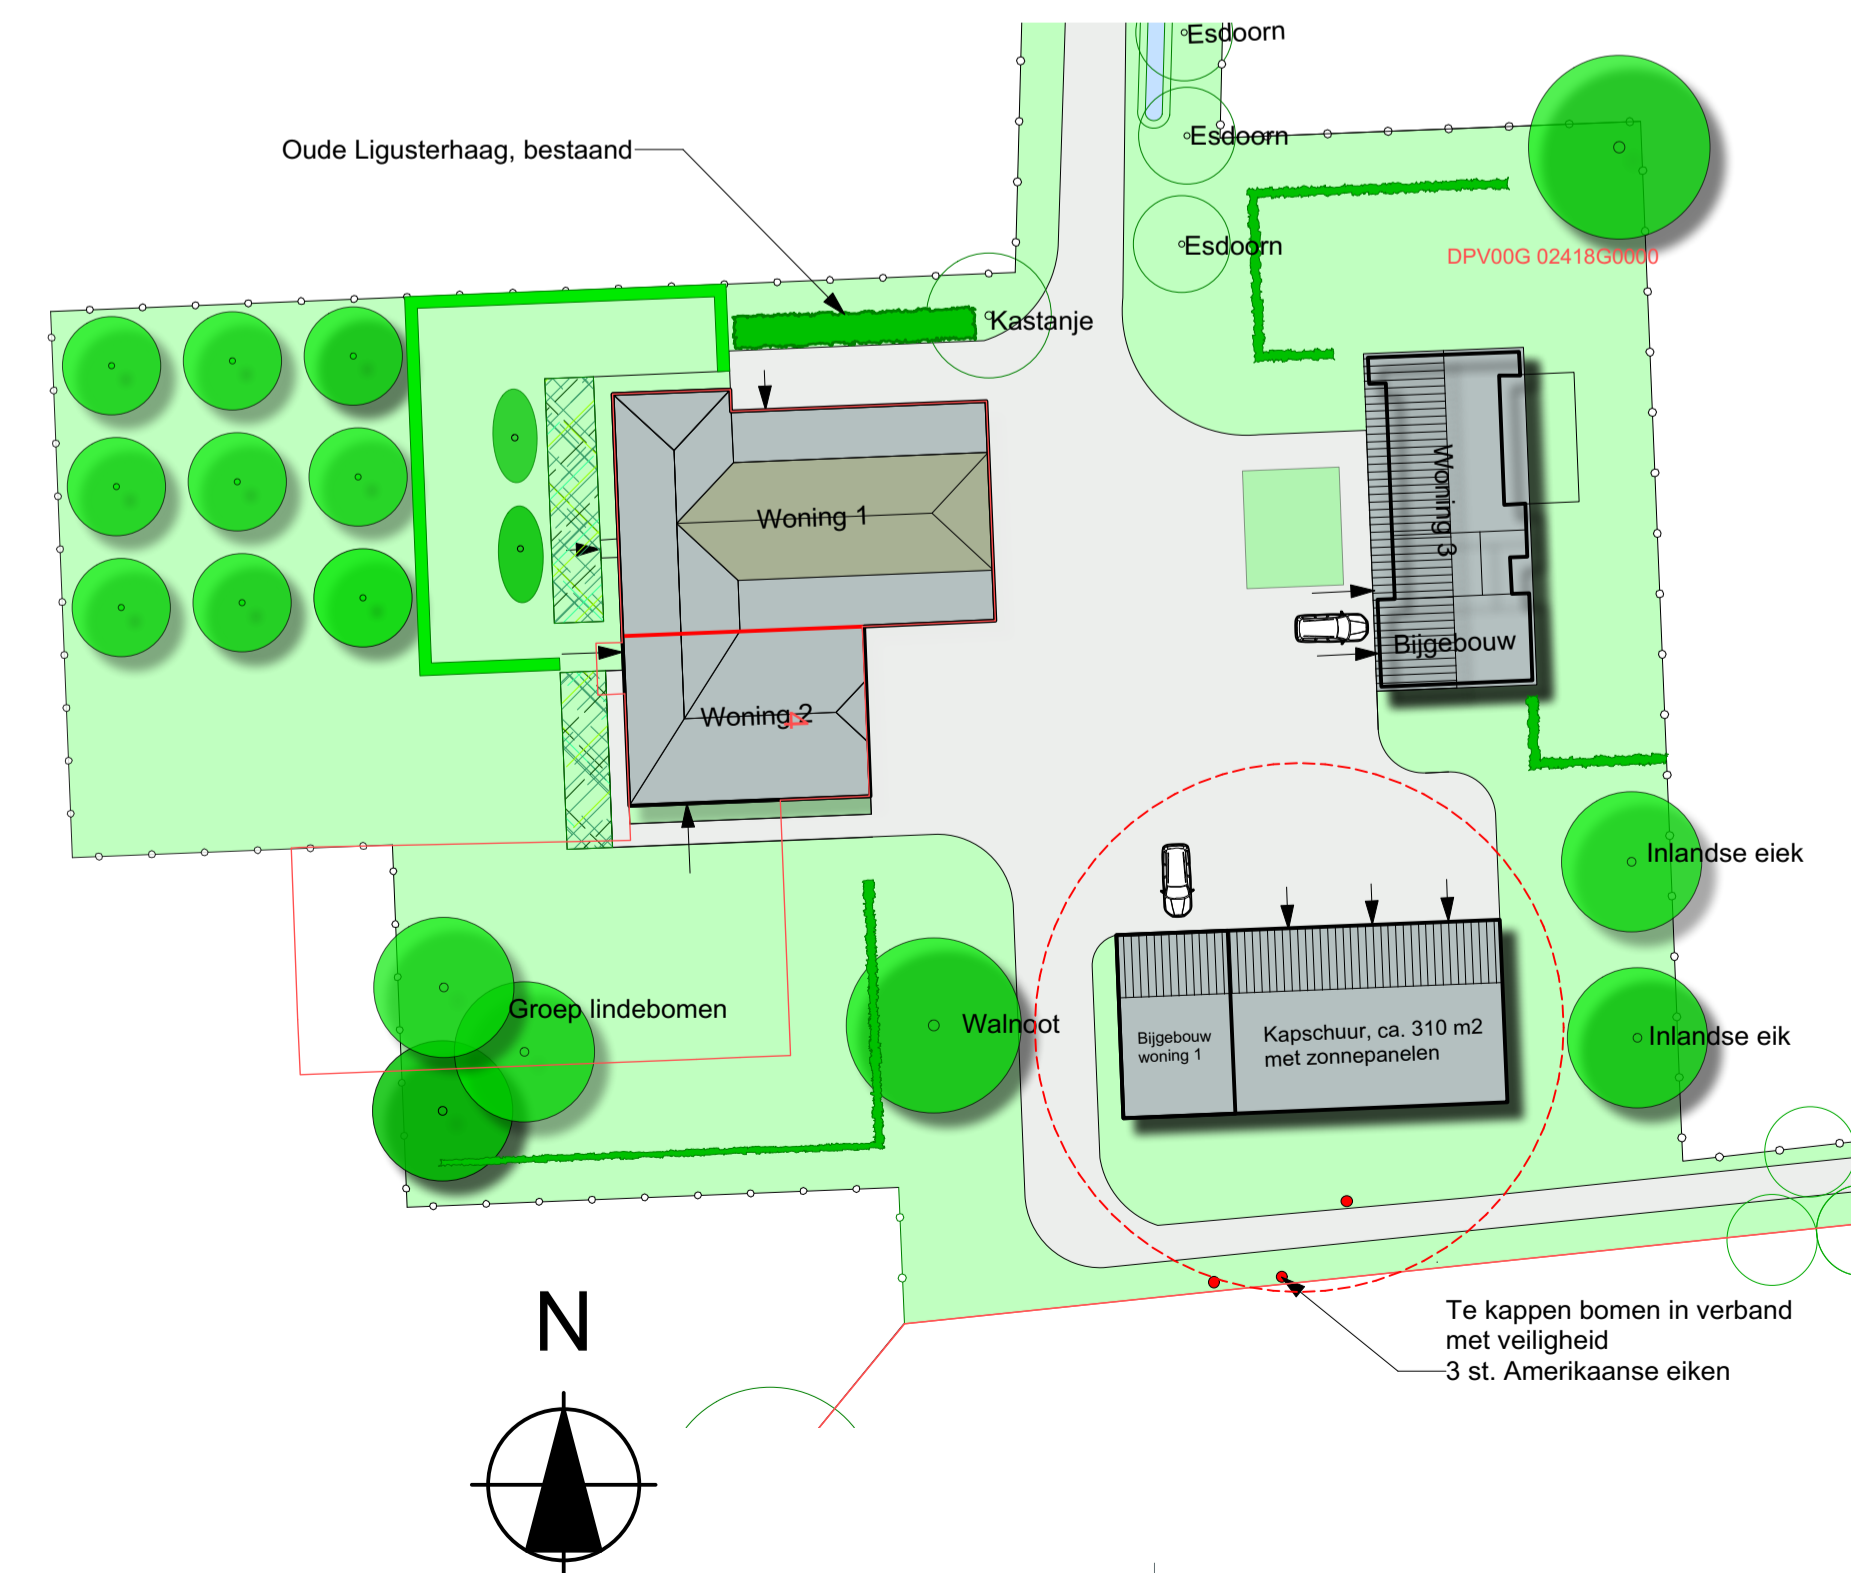 Esdoorn
Esdoorn
Oude Ligusterhaag, bestaand
Esdoorn
DPV00G 02418G0000
Kastanje
Woning 1
Woning 3
Bijgebouw
Woning 2
4
Inlandse eiek
Groep lindebomen
Walnoot
Bijgebouw
woning 1
Kapschuur, ca. 310 m2
met zonnepanelen
Inlandse eik
N
Te kappen bomen in verband
met veiligheid
3 st. Amerikaanse eiken